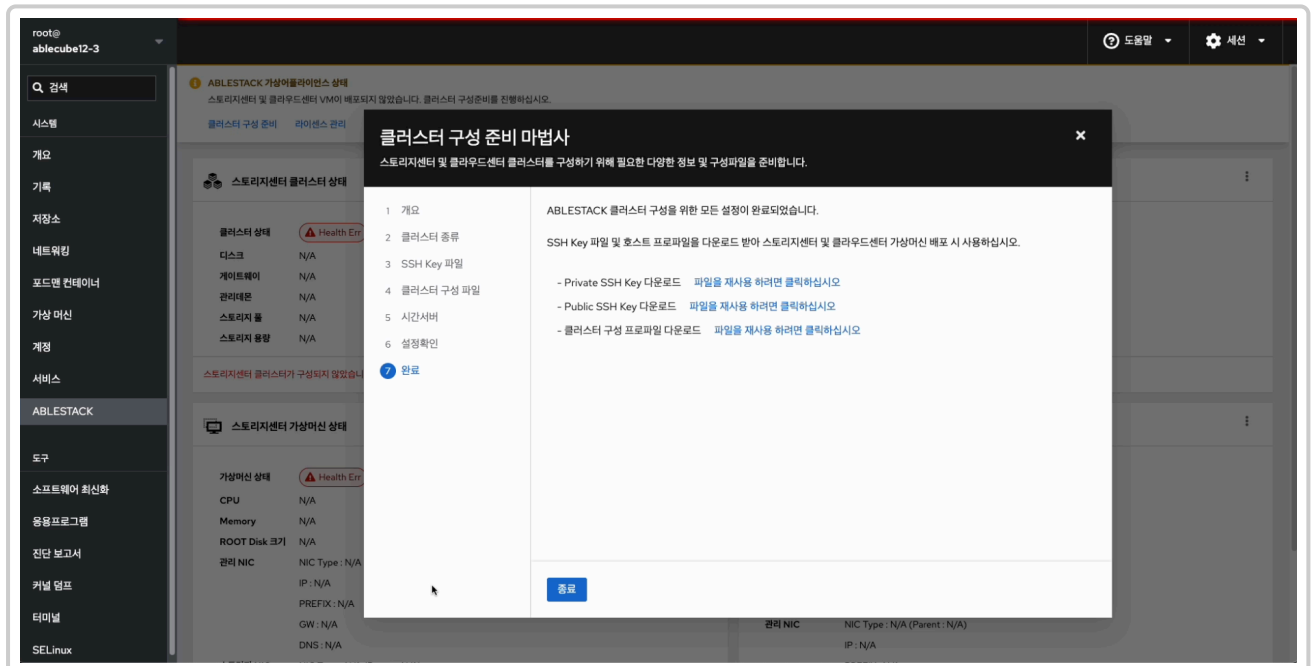 root@
ablecube12-3
도움말
세션
검색
시스템
개요
기록
저장소
네트워킹
포드맨 컨테이너
가상 머신
계정
서비스
ABLESTACK
도구
소프트웨어 최신화
응용프로그램
진단 보고서
커널 덤프
터미널
SELinux
ABLESTACK 가상어플라이언스 상태
스토리지센터 및 클라우드센터 VM이 배포되지 않았습니다. 클러스터 구성준비를 진행하십시오.
클러스터 구성 준비 라이센스 관리
스토리지센터 클러스터 상태
클러스터 상태 Health Err
디스크 N/A
게이트웨이 N/A
관리데몬 N/A
스토리지 풀 N/A
스토리지 용량 N/A
스토리지센터 클러스터가 구성되지 않았습니
스토리지센터 가상머신 상태
가상머신 상태 Health Err
CPU N/A
Memory N/A
ROOT Disk 크기 N/A
관리 NIC NIC Type : N/A
IP : N/A
PREFIX : N/A
GW : N/A
DNS : N/A
클러스터 구성 준비 마법사
스토리지센터 및 클라우드센터 클러스터를 구성하기 위해 필요한 다양한 정보 및 구성파일을 준비합니다.
1 개요
2 클러스터 종류
3 SSH Key 파일
4 클러스터 구성 파일
5 시간서버
6 설정확인
7 완료
ABLESTACK 클러스터 구성을 위한 모든 설정이 완료되었습니다.
SSH Key 파일 및 호스트 프로파일을 다운로드 받아 스토리지센터 및 클라우드센터 가상머신 배포 시 사용하십시오.
- Private SSH Key 다운로드 파일을 재사용 하려면 클릭하십시오
- Public SSH Key 다운로드 파일을 재사용 하려면 클릭하십시오
- 클러스터 구성 프로파일 다운로드 파일을 재사용 하려면 클릭하십시오
종료
관리 NIC NIC Type : N/A (Parent : N/A)
IP : N/A